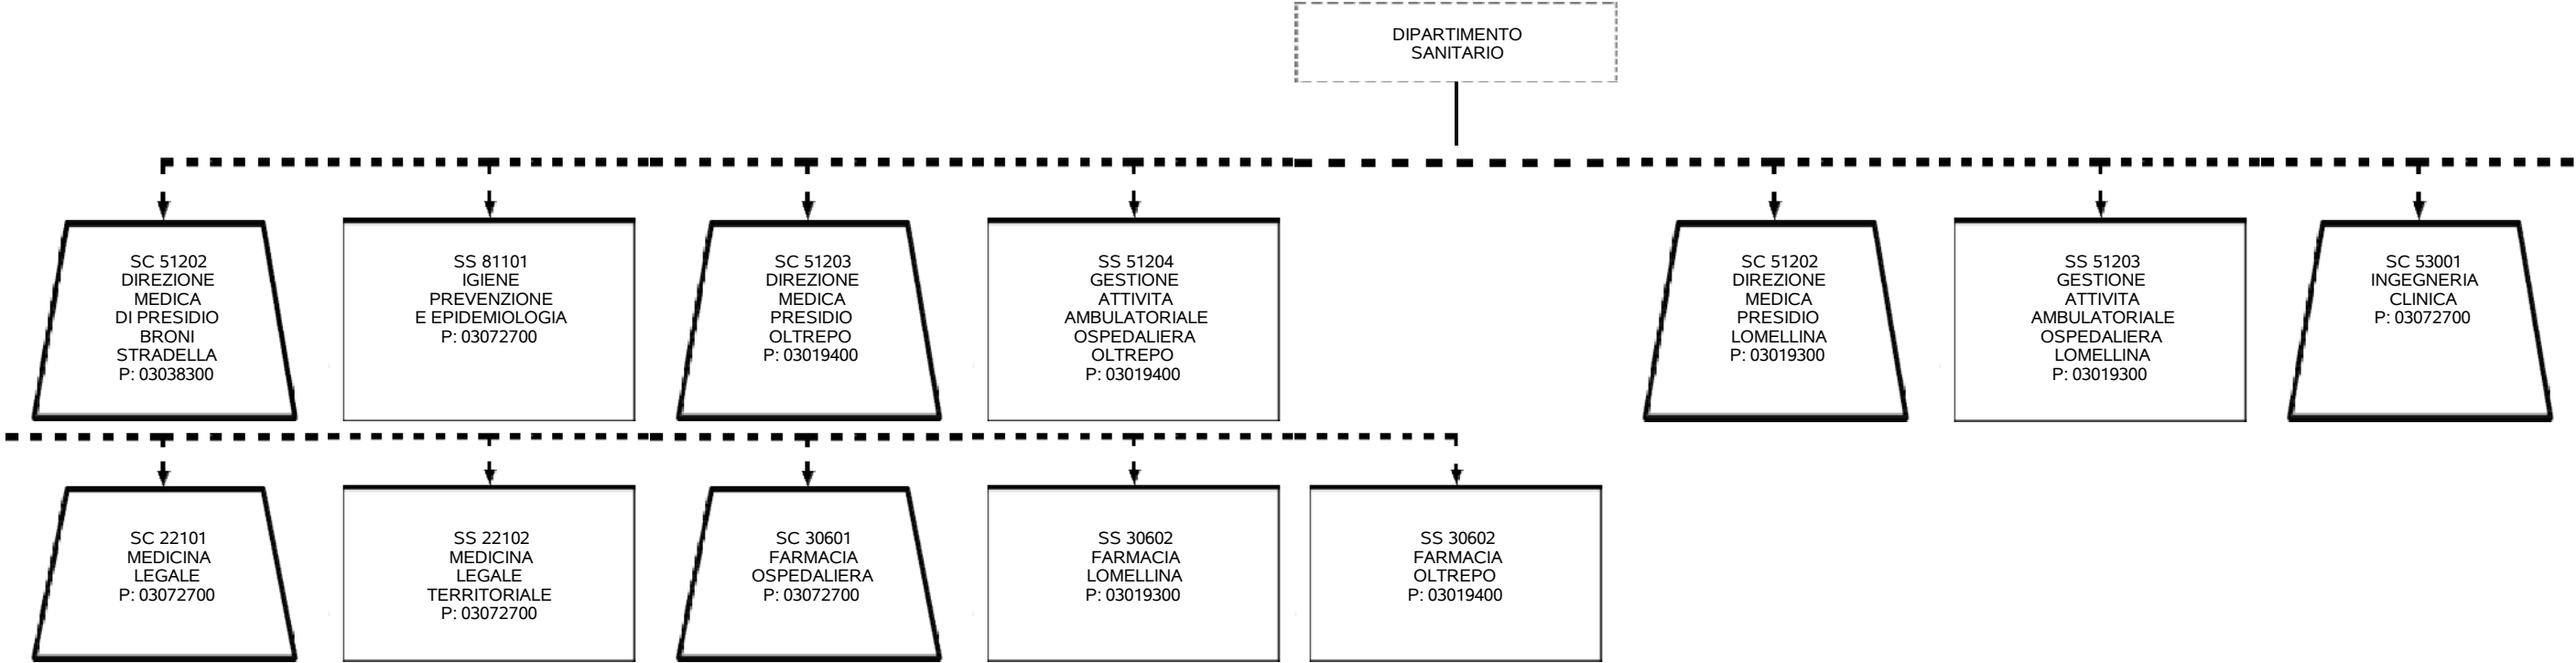 DIPARTIMENTO
SANITARIO
SC 51202
DIREZIONE
MEDICA
DI PRESIDIO
BRONI
STRADELLA
P: 03038300
SS 81101
IGIENE
PREVENZIONE
E EPIDEMIOLOGIA
P: 03072700
SC 51203
DIREZIONE
MEDICA
PRESIDIO
OLTREPO
P: 03019400
SS 51204
GESTIONE
ATTIVITA
AMBULATORIALE
OSPEDALIERA
OLTREPO
P: 03019400
SC 51202
DIREZIONE
MEDICA
PRESIDIO
LOMELLINA
P: 03019300
SS 51203
GESTIONE
ATTIVITA
AMBULATORIALE
OSPEDALIERA
LOMELLINA
P: 03019300
SC 53001
INGEGNERIA
CLINICA
P: 03072700
SC 22101
MEDICINA
LEGALE
P: 03072700
SS 22102
MEDICINA
LEGALE
TERRITORIALE
P: 03072700
SC 30601
FARMACIA
OSPEDALIERA
P: 03072700
SS 30602
FARMACIA
LOMELLINA
P: 03019300
SS 30602
FARMACIA
OLTREPO
P: 03019400